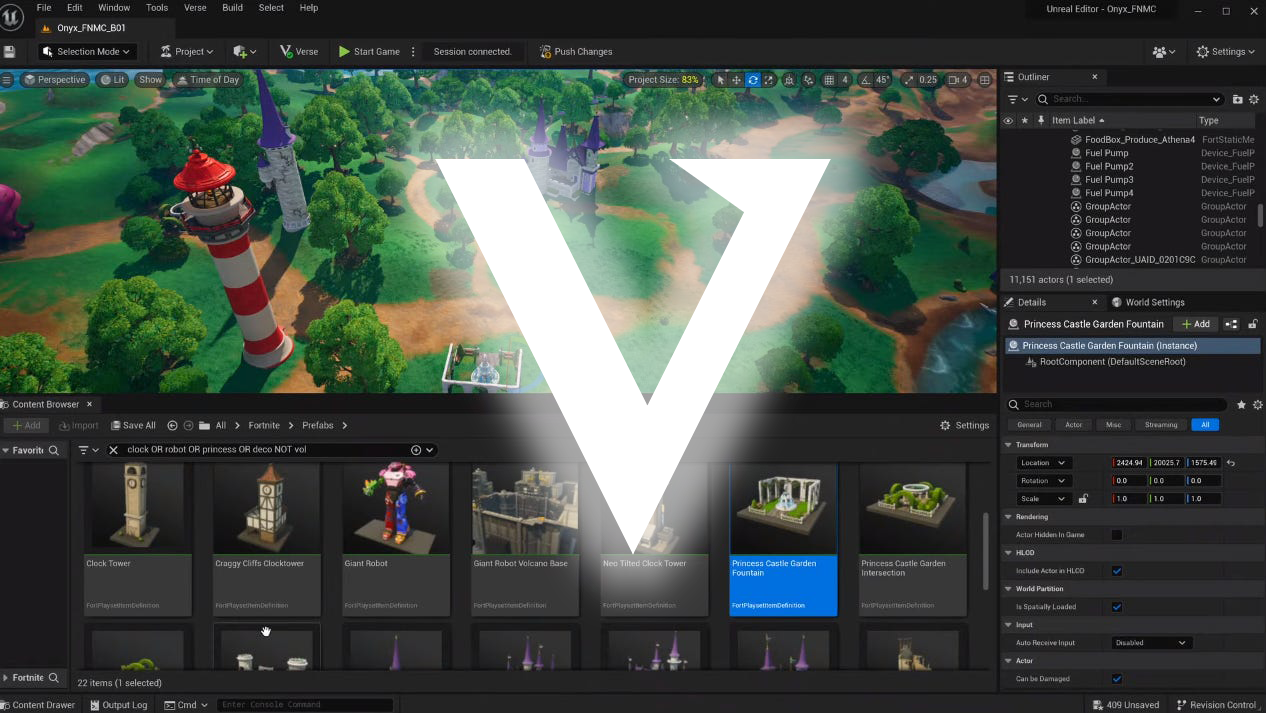 File Edit Window Tools Verse Build Select Help
Unreal Editor - Onyx_FNMC
Onyx_FNMC_B01
Selection Mode
Project
Verse
Start Game
Session connected.
Push Changes
Settings
Perspective
Lit
Show
Time of Day
Project Size: 83%
4
45°
0.25
4
Outliner
Search...
Item Label
Type
FoodBox_Produce_Athena4 FortStaticMe
Fuel Pump Device_FuelP
Fuel Pump2 Device_FuelP
Fuel Pump3 Device_FuelP
Fuel Pump4 Device_FuelP
GroupActor GroupActor
GroupActor GroupActor
GroupActor GroupActor
GroupActor GroupActor
GroupActor_UAID_0201C9C GroupActor
11,151 actors (1 selected)
Details
World Settings
Princess Castle Garden Fountain
+ Add
Princess Castle Garden Fountain (Instance)
RootComponent (DefaultSceneRoot)
Search
General Actor Misc Streaming All
Transform
Location 2424.94 20025.7 1575.49
Rotation 0.0 0.0 0.0
Scale 1.0 1.0 1.0
Rendering
Actor Hidden In Game
HLOD
Include Actor in HLOD
World Partition
Is Spatially Loaded
Input
Auto Receive Input Disabled
Actor
Can be Damaged
Content Browser
+ Add
Import
Save All
All > Fortnite > Prefabs >
Settings
Favorite
clock OR robot OR princess OR deco NOT vol
Clock Tower
FortPlaysetItemDefinition
Craggy Cliffs Clocktower
FortPlaysetItemDefinition
Giant Robot
FortPlaysetItemDefinition
Giant Robot Volcano Base
FortPlaysetItemDefinition
Neo Tilted Clock Tower
FortPlaysetItemDefinition
Princess Castle Garden
Fountain
FortPlaysetItemDefinition
Princess Castle Garden
Intersection
FortPlaysetItemDefinition
Fortnite
22 items (1 selected)
Content Drawer
Output Log
Cmd
Enter Console Command
409 Unsaved
Revision Control